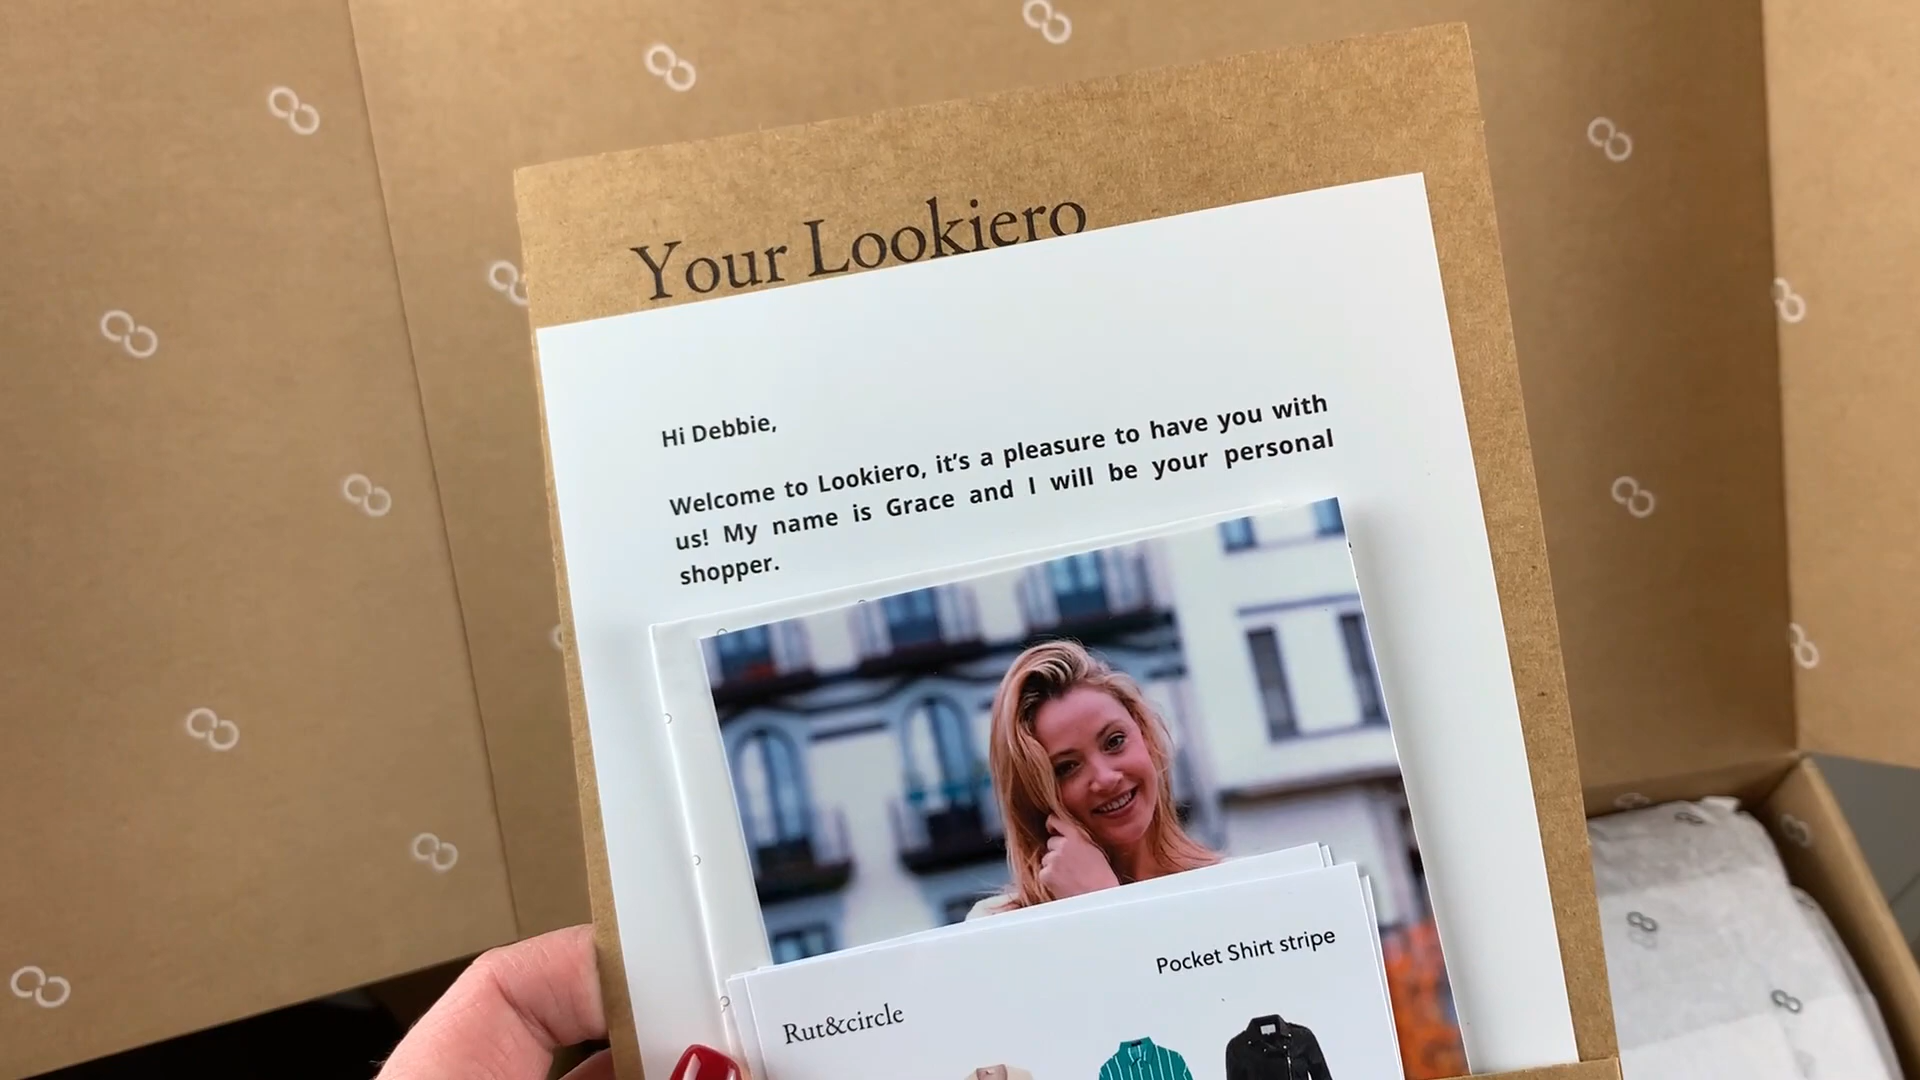 Your Lookiero
Hi Debbie,
Welcome to Lookiero, it's a pleasure to have you with
us! My name is Grace and I will be your personal
shopper.
Pocket Shirt stripe
Rut&circle